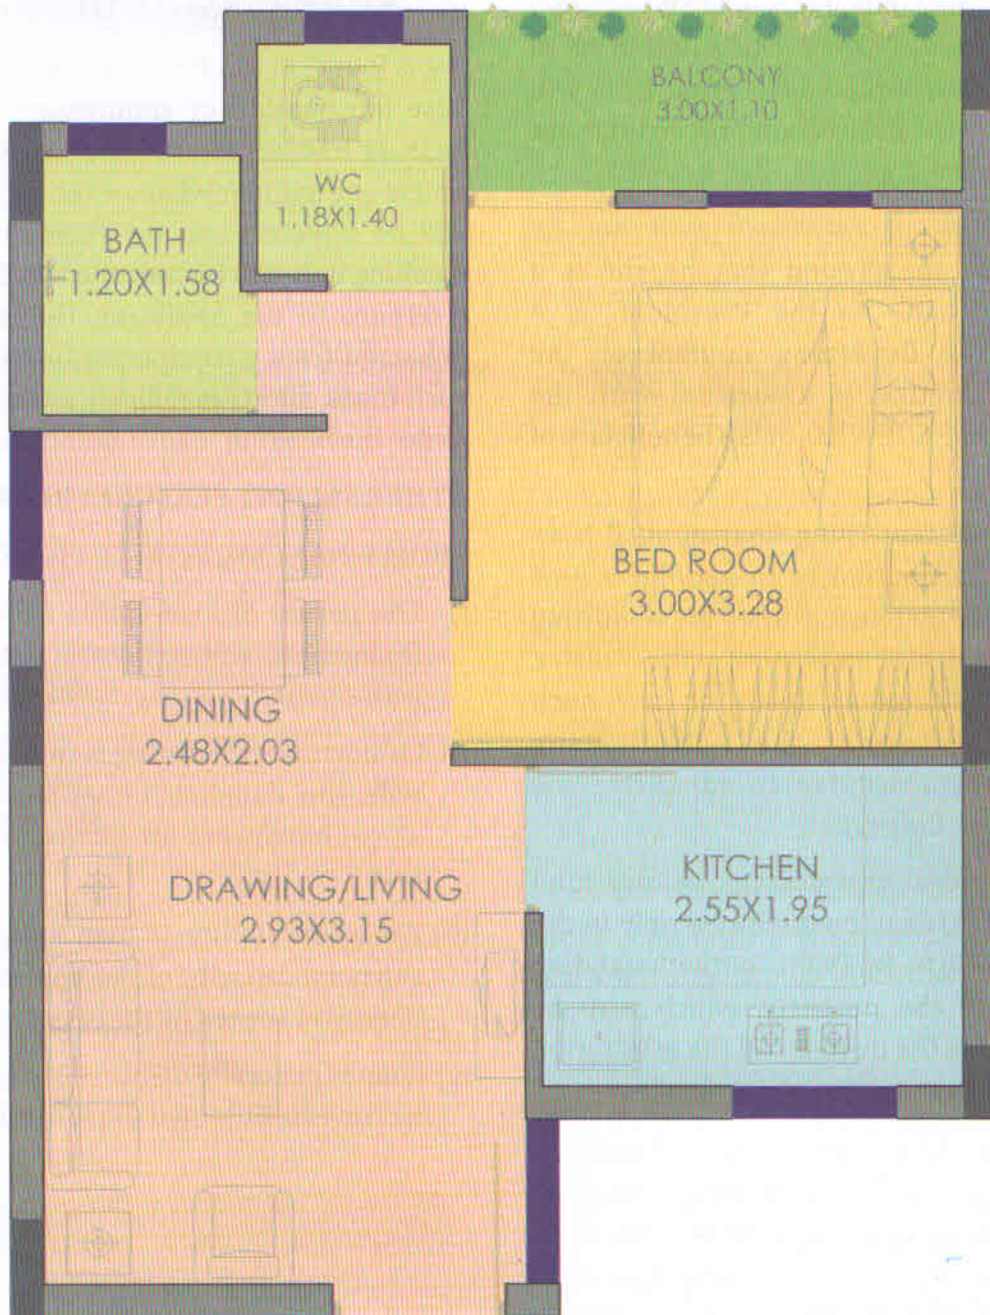 BALCONY
3.00X1.10
WC
1.18X1.40
BATH
1.20X1.58
BED ROOM
3.00X3.28
DINING
2.48X2.03
DRAWING/LIVING
2.93X3.15
KITCHEN
2.55X1.95